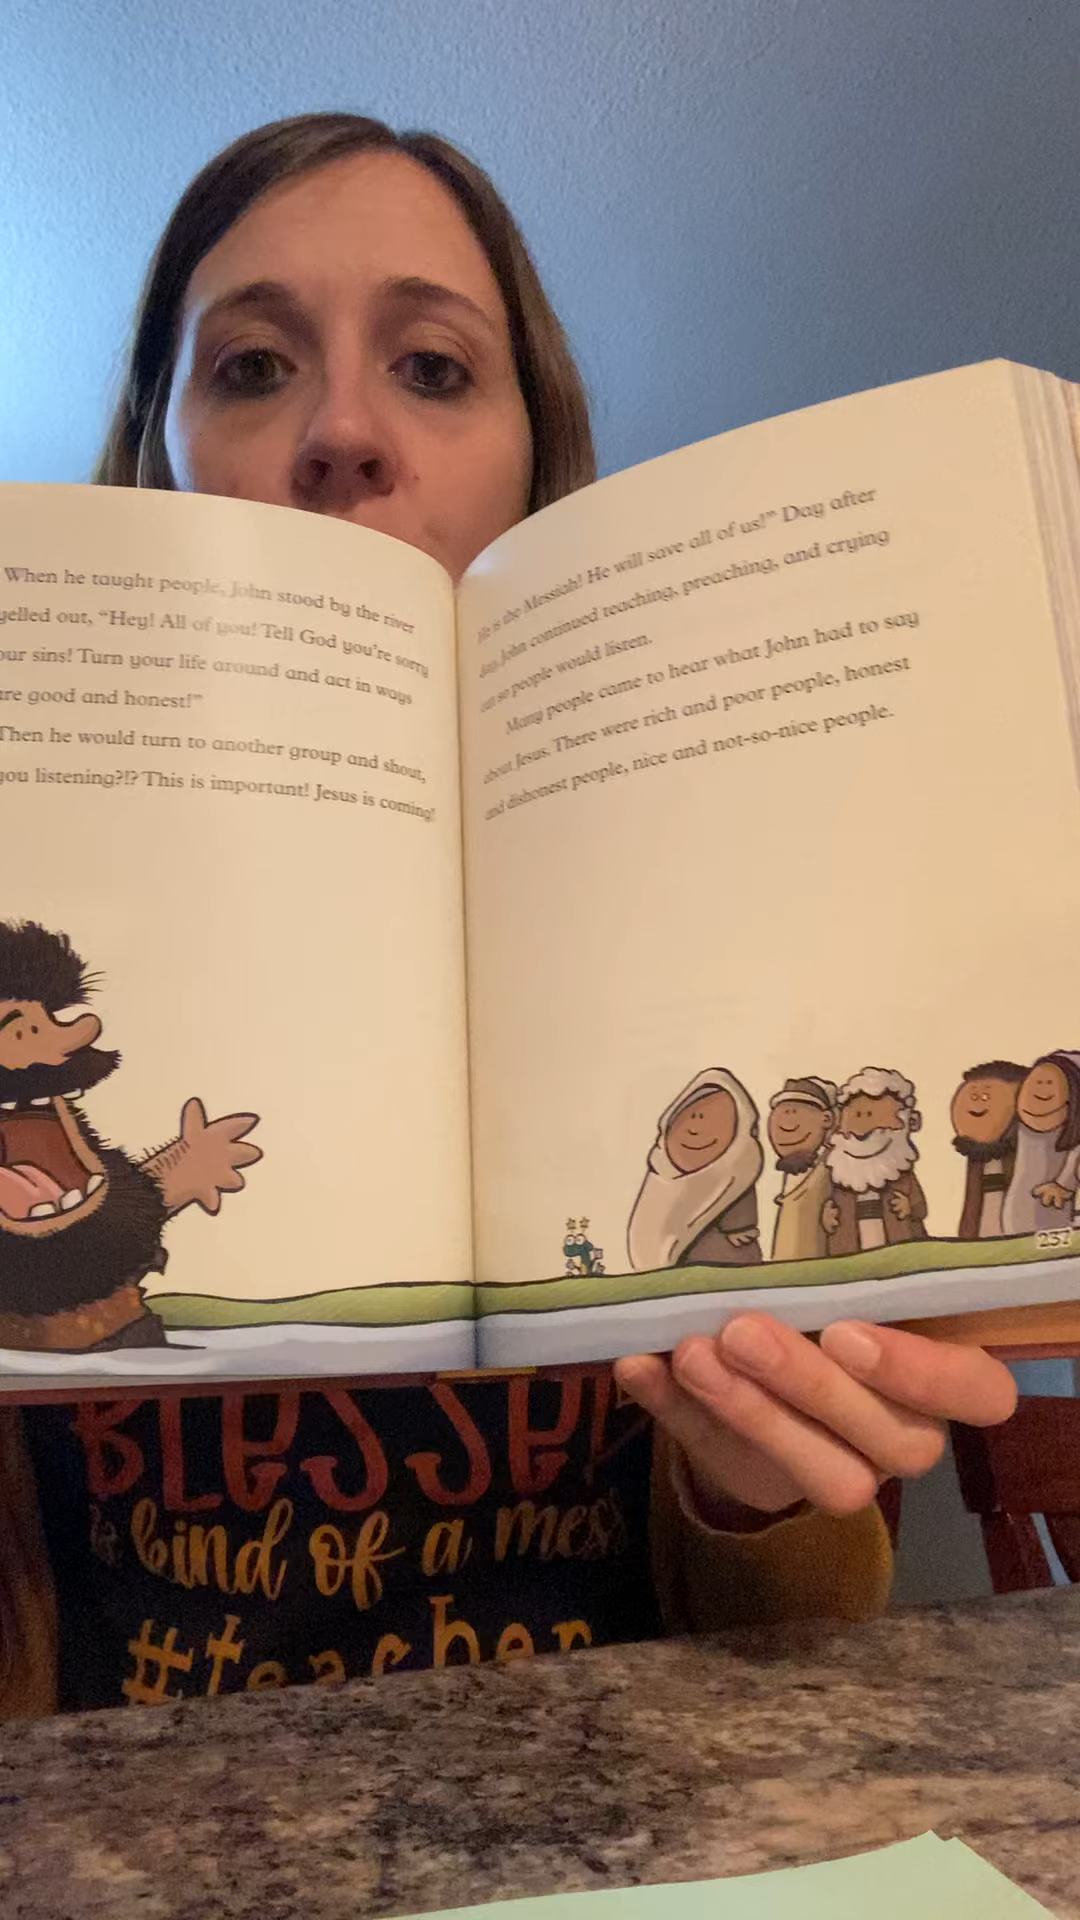 When he taught people, John stood by the river
yelled out, “Hey! All of you! Tell God you’re sorry
our sins! Turn your life around and act in ways
are good and honest!”
Then he would turn to another group and shout,
you listening?!? This is important! Jesus is coming!
He is the Messiah! He will save all of us!” Day after
day, John continued teaching, preaching, and crying
out so people would listen.
Many people came to hear what John had to say
about Jesus. There were rich and poor people, honest
and dishonest people, nice and not-so-nice people.
237
BLESSED
& kind of a mess
#teacher